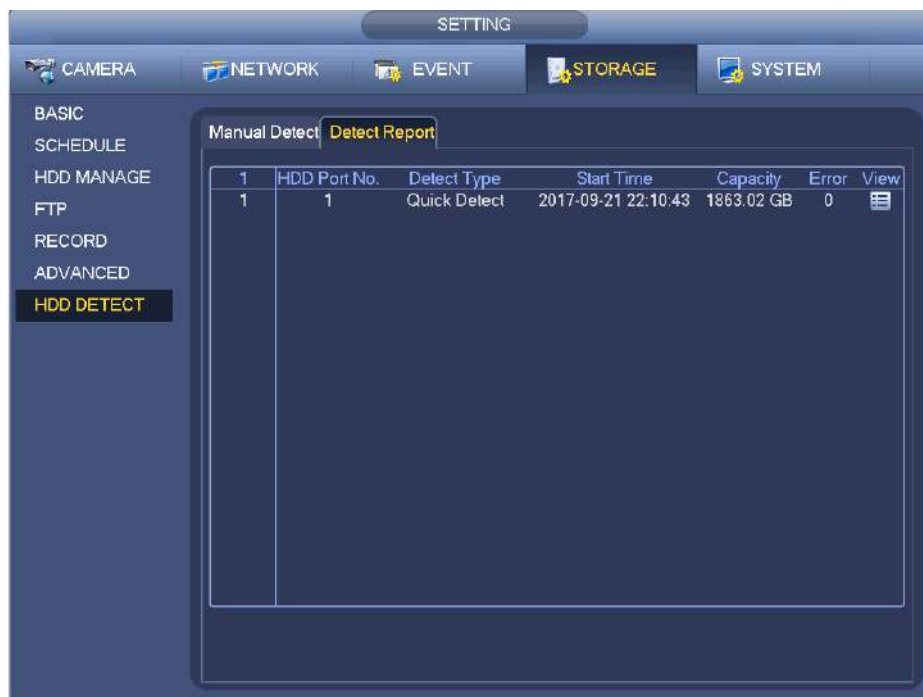 SETTING
CAMERA NETWORK EVENT STORAGE SYSTEM
BASIC
SCHEDULE
HDD MANAGE
FTP
RECORD
ADVANCED
HDD DETECT
Manual Detect Detect Report
1 HDD Port No. Detect Type Start Time Capacity Error View
1 1 Quick Detect 2017-09-21 22:10:43 1863.02 GB 0